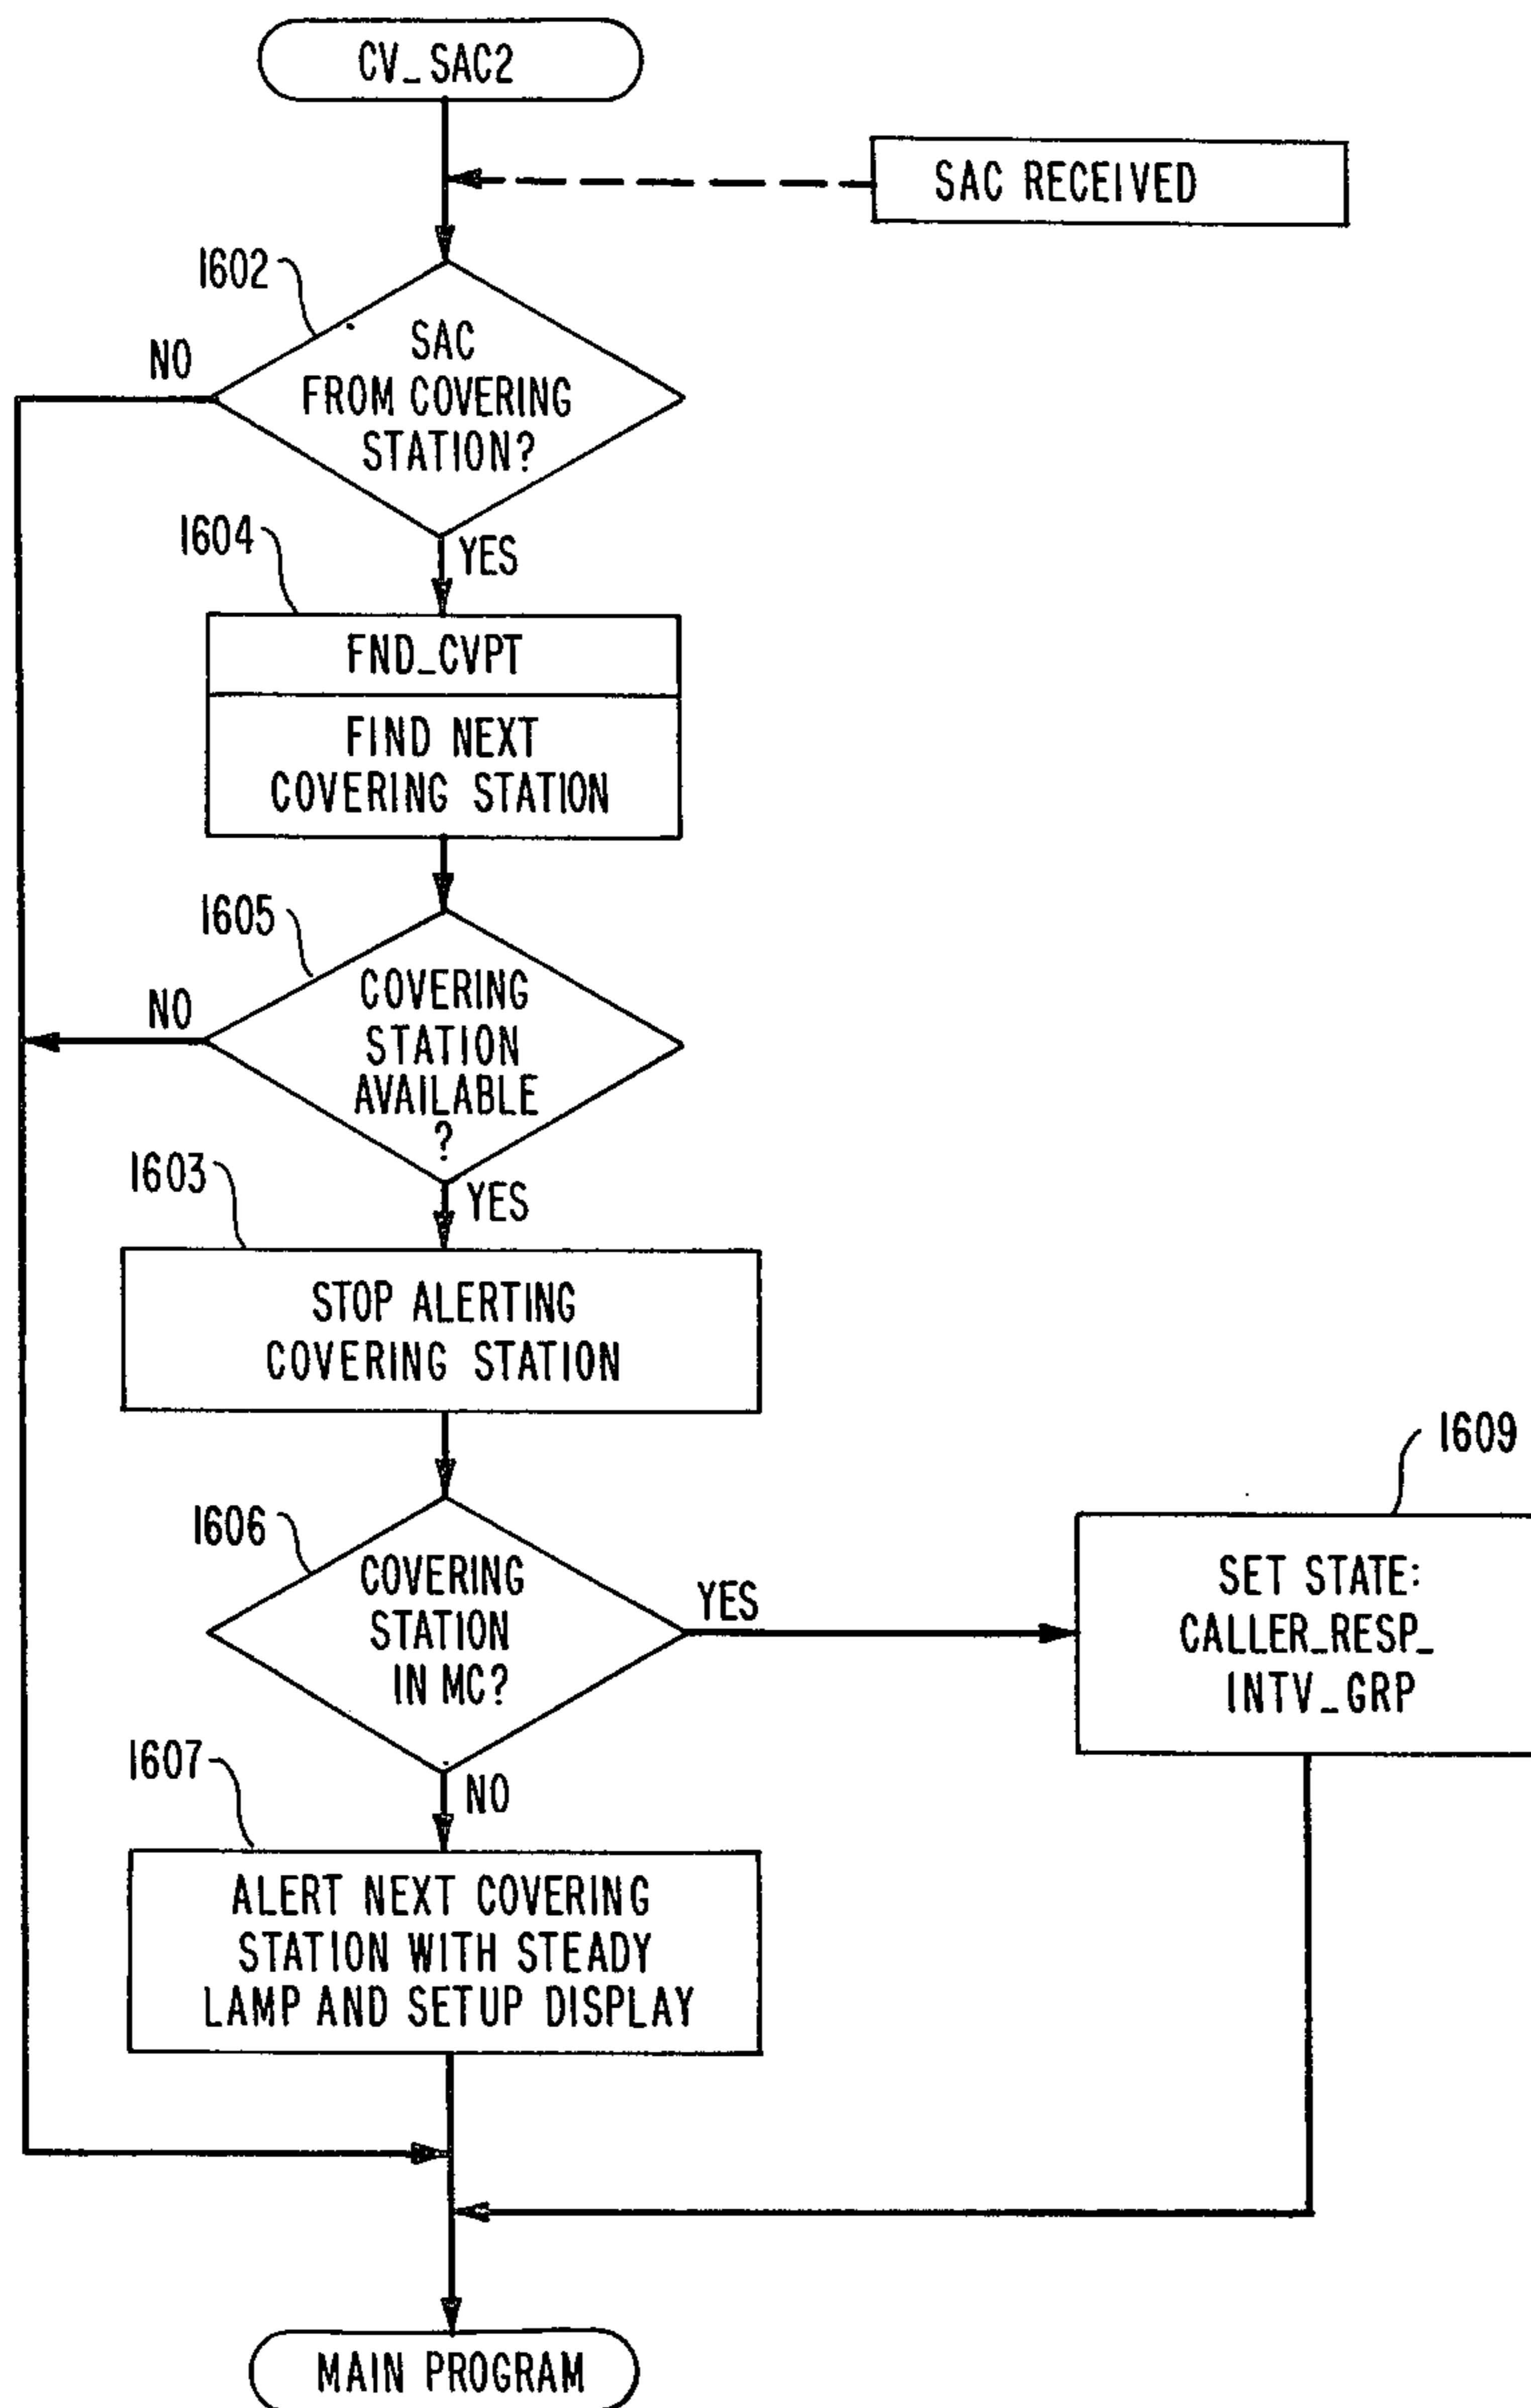 CV_SAC2
SAC RECEIVED
1602
NO
SAC
FROM COVERING
STATION?
1604
YES
FND_CVPT
FIND NEXT
COVERING STATION
1605
NO
COVERING
STATION
AVAILABLE
?
1603
YES
STOP ALERTING
COVERING STATION
1609
1606
COVERING
STATION
IN MC?
YES
SET STATE:
CALLER_RESP_
INTV_GRP
1607
NO
ALERT NEXT COVERING
STATION WITH STEADY
LAMP AND SETUP DISPLAY
MAIN PROGRAM